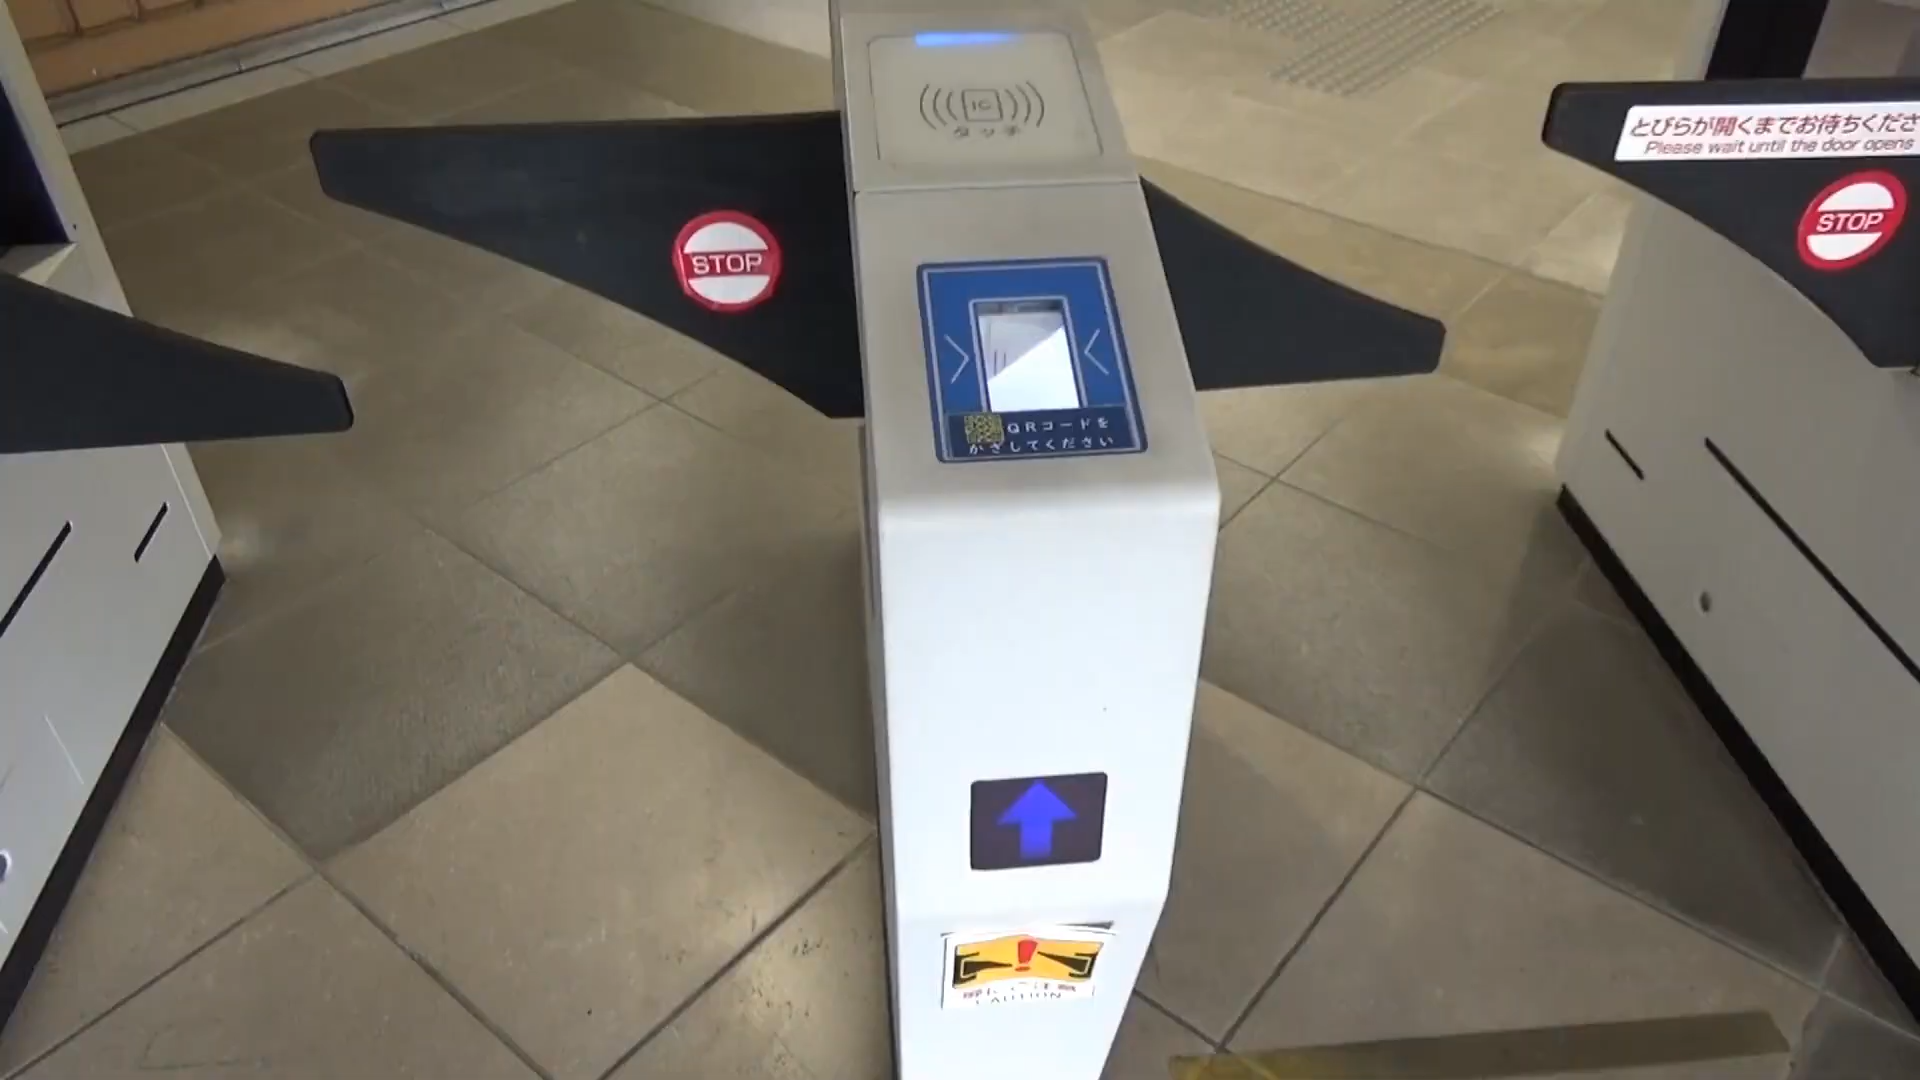 IC
タッチ
とびらが開くまでお待ちくださ
Please wait until the door opens
STOP
STOP
QRコードを
かざしてください
CAUTION